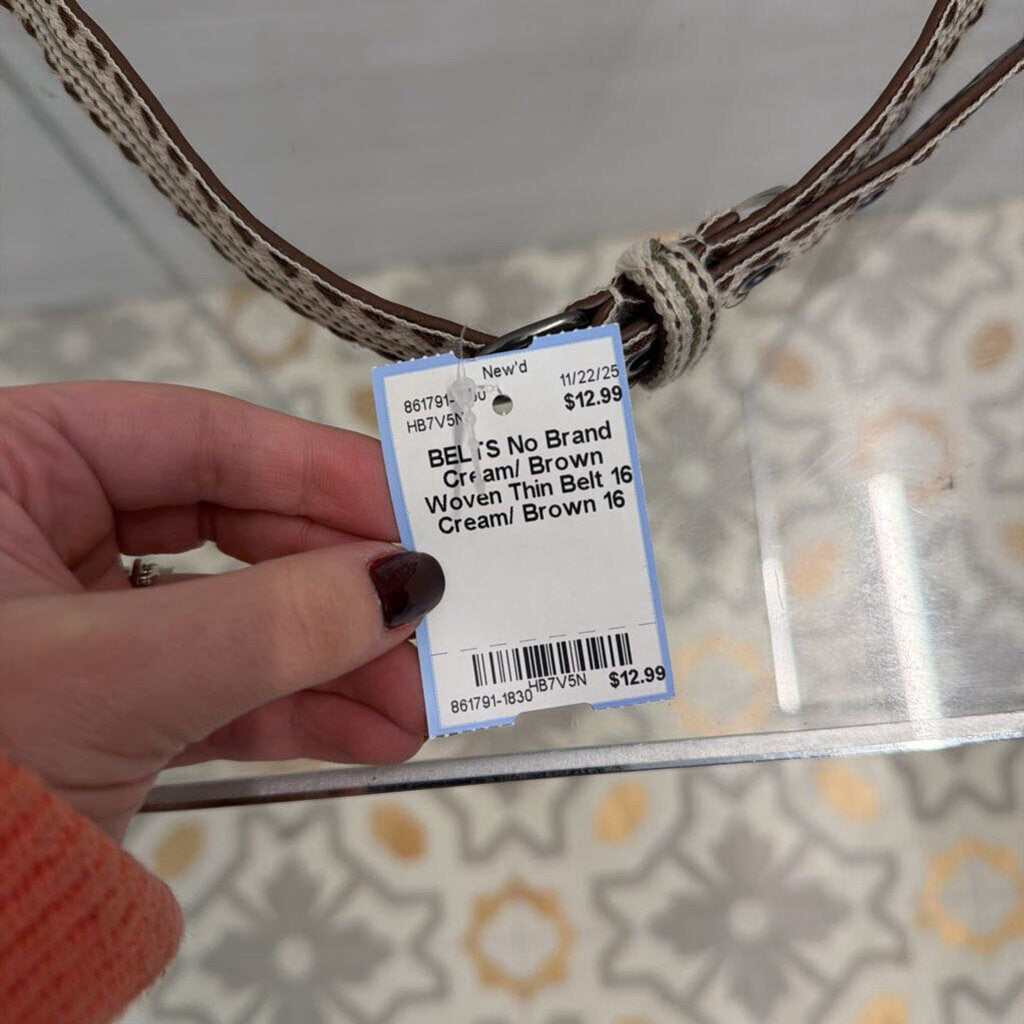 New'd
11/22/25
$12.99
HB7V5N
BELTS No Brand
Cream/ Brown
Woven Thin Belt 16
Cream/ Brown 16
HB7V5N
$12.99
861791-1830